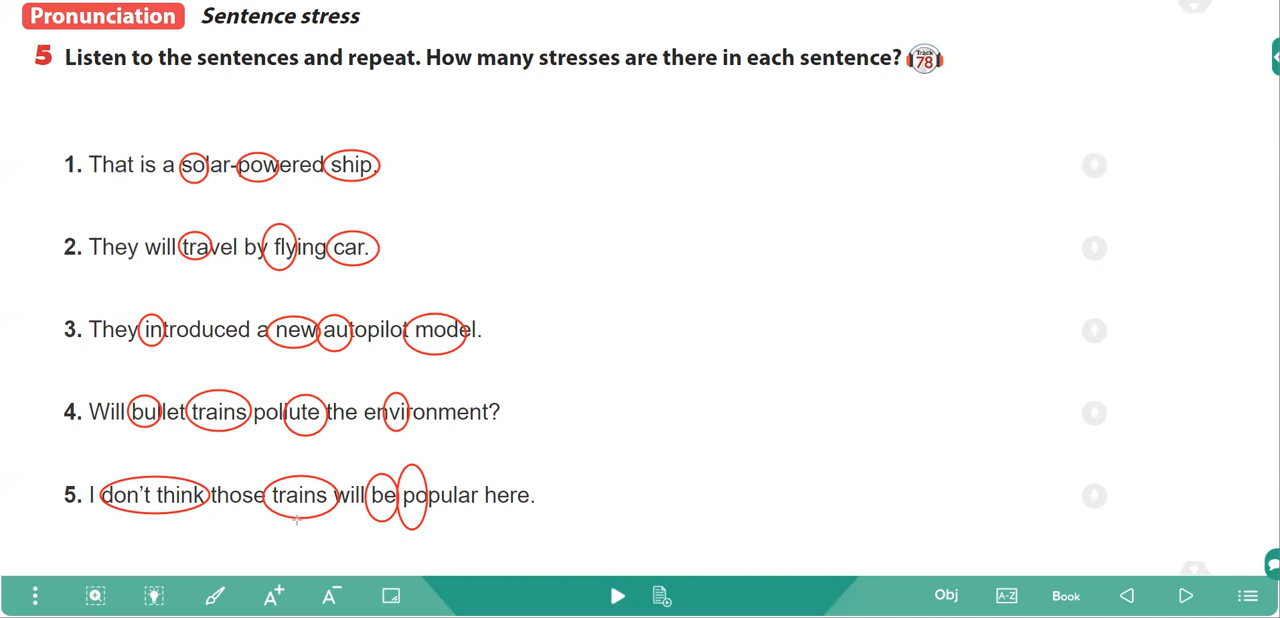 Pronunciation Sentence stress
5 Listen to the sentences and repeat. How many stresses are there in each sentence? Track 78
1. That is a solar-powered ship.
2. They will travel by flying car.
3. They introduced a new autopilot model.
4. Will bullet trains pollute the environment?
5. I don't think those trains will be popular here.
A+ A- Obj A-Z Book